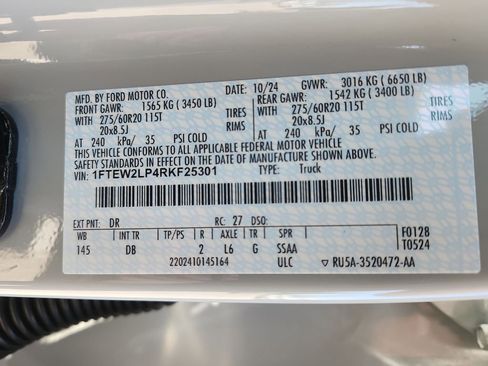 MFD. BY FORD MOTOR CO. DATE: 10/24 GVWR: 3016 KG ( 6650 LB)
FRONT GAWR: 1565 KG ( 3450 LB) REAR GAWR: 1542 KG ( 3400 LB)
WITH 275/60R20 115T TIRES WITH 275/60R20 115T TIRES
20x8.5J RIMS 20x8.5J RIMS
AT 240 kPa/ 35 PSI COLD AT 240 kPa/ 35 PSI COLD
THIS VEHICLE CONFORMS TO ALL APPLICABLE FEDERAL MOTOR VEHICLE
SAFETY STANDARDS IN EFFECT ON THE DATE OF MANUFACTURE SHOWN ABOVE.
VIN: 1FTEW2LP4RKF25301 TYPE: Truck
EXT PNT: DR RC: 27 DSO: F0128
WB INT TR TP/PS R AXLE TR SPR T0524
145 DB 2 L6 G SSAA
2202410145164 ULC ▽ RU5A-3520472-AA